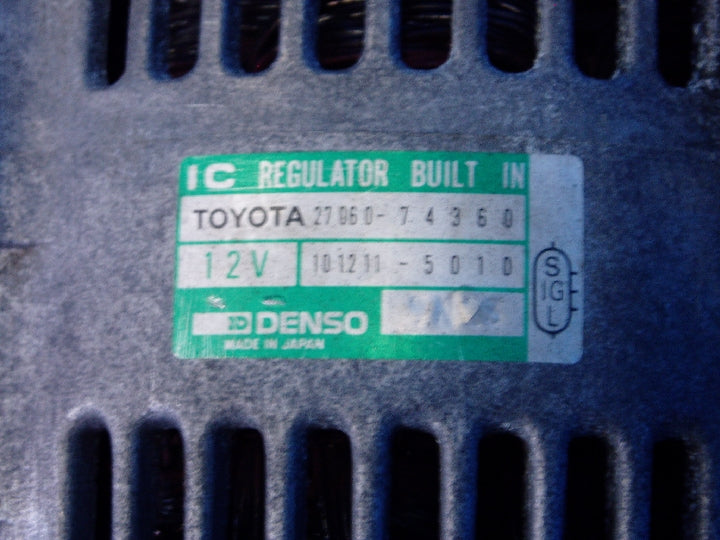 IC REGULATOR BUILT IN
TOYOTA 27060-74360
12V 101211-5010
DENSO
MADE IN JAPAN
S
IG
L